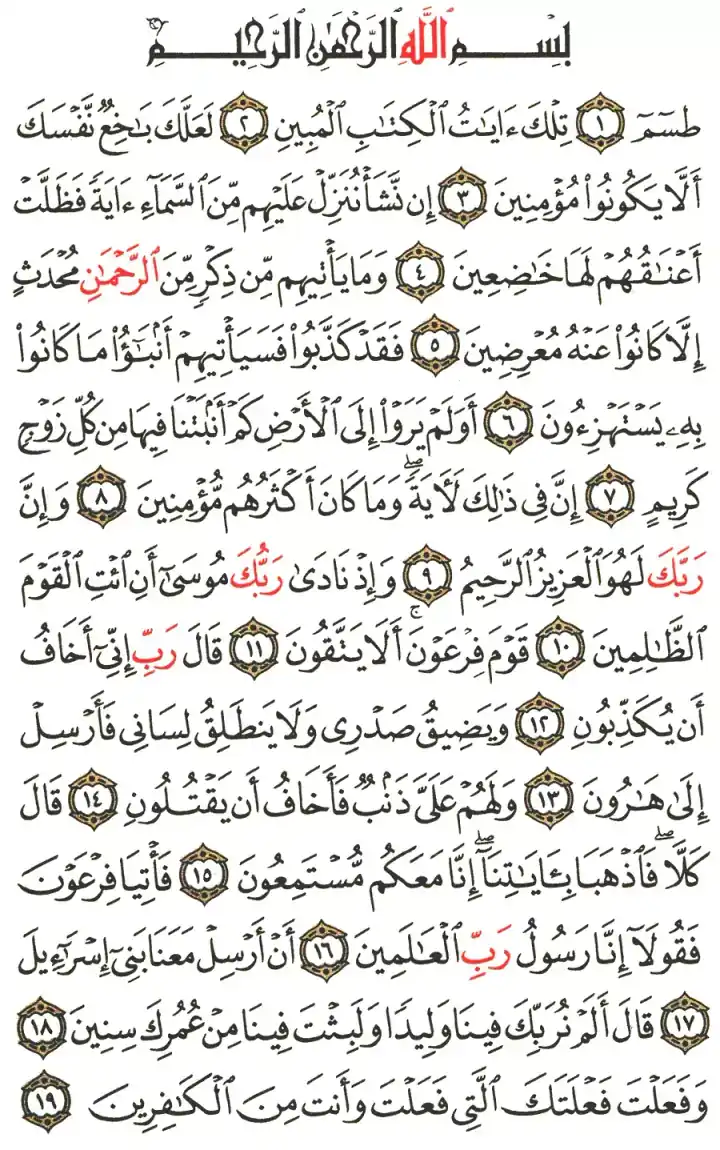 بِسْمِ ٱللَّهِ ٱلرَّحْمَٰنِ ٱلرَّحِيمِ
طسٓمٓ ١ تِلْكَ ءَايَٰتُ ٱلْكِتَٰبِ ٱلْمُبِينِ ٢ لَعَلَّكَ بَٰخِعٌ نَّفْسَكَ
أَلَّا يَكُونُوا۟ مُؤْمِنِينَ ٣ إِن نَّشَأْ نُنَزِّلْ عَلَيْهِم مِّنَ ٱلسَّمَآءِ ءَايَةً فَظَلَّتْ
أَعْنَٰقُهُمْ لَهَا خَٰضِعِينَ ٤ وَمَا يَأْتِيهِم مِّن ذِكْرٍ مِّنَ ٱلرَّحْمَٰنِ مُحْدَثٍ
إِلَّا كَانُوا۟ عَنْهُ مُعْرِضِينَ ٥ فَقَدْ كَذَّبُوا۟ فَسَيَأْتِيهِمْ أَنۢبَٰٓؤُا۟ مَا كَانُوا۟
بِهِۦ يَسْتَهْزِءُونَ ٦ أَوَلَمْ يَرَوْا۟ إِلَى ٱلْأَرْضِ كَمْ أَنۢبَتْنَا فِيهَا مِن كُلِّ زَوْجٍ
كَرِيمٍ ٧ إِنَّ فِى ذَٰلِكَ لَءَايَةً ۖ وَمَا كَانَ أَكْثَرُهُم مُّؤْمِنِينَ ٨ وَإِنَّ
رَبَّكَ لَهُوَ ٱلْعَزِيزُ ٱلرَّحِيمُ ٩ وَإِذْ نَادَىٰ رَبُّكَ مُوسَىٰٓ أَنِ ٱئْتِ ٱلْقَوْمَ
ٱلظَّٰلِمِينَ ١٠ قَوْمَ فِرْعَوْنَ ۚ أَلَا يَتَّقُونَ ١١ قَالَ رَبِّ إِنِّىٓ أَخَافُ
أَن يُكَذِّبُونِ ١٢ وَيَضِيقُ صَدْرِى وَلَا يَنطَلِقُ لِسَانِى فَأَرْسِلْ
إِلَىٰ هَٰرُونَ ١٣ وَلَهُمْ عَلَىَّ ذَنۢبٌ فَأَخَافُ أَن يَقْتُلُونِ ١٤ قَالَ
كَلَّا ۖ فَٱذْهَبَا بِـَٔايَٰتِنَآ ۖ إِنَّا مَعَكُم مُّسْتَمِعُونَ ١٥ فَأْتِيَا فِرْعَوْنَ
فَقُولَآ إِنَّا رَسُولُ رَبِّ ٱلْعَٰلَمِينَ ١٦ أَنْ أَرْسِلْ مَعَنَا بَنِىٓ إِسْرَٰٓءِيلَ
١٧ قَالَ أَلَمْ نُرَبِّكَ فِينَا وَلِيدًا وَلَبِثْتَ فِينَا مِنْ عُمُرِكَ سِنِينَ ١٨
وَفَعَلْتَ فَعْلَتَكَ ٱلَّتِى فَعَلْتَ وَأَنتَ مِنَ ٱلْكَٰفِرِينَ ١٩